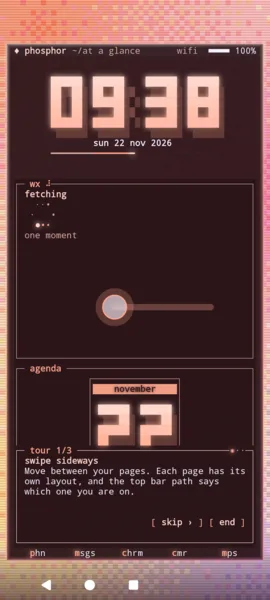 ♦ phosphor ~/at a glance wifi 100%
09:38
sun 22 nov 2026
wx
fetching
one moment
agenda
november
22
tour 1/3
swipe sideways
Move between your pages. Each page has its
own layout, and the top bar path says
which one you are on.
[ skip › ] [ end ]
phn msgs chrm cmr mps